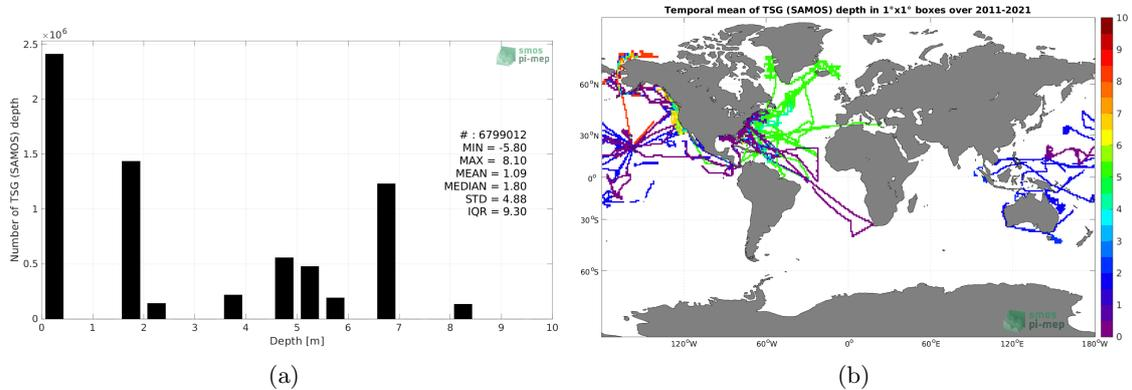 ×10⁶
2.5
2
1.5
1
0.5
0
Number of TSG (SAMOS) depth
smos
pi-mep
# : 6799012
MIN = -5.80
MAX = 8.10
MEAN = 1.09
MEDIAN = 1.80
STD = 4.88
IQR = 9.30
0 1 2 3 4 5 6 7 8 9 10
Depth [m]
(a)
Temporal mean of TSG (SAMOS) depth in 1°x1° boxes over 2011-2021
60°N
30°N
0°
30°S
60°S
120°W 60°W 0° 60°E 120°E 180°W
smos
pi-mep
10
9
8
7
6
5
4
3
2
1
0
(b)